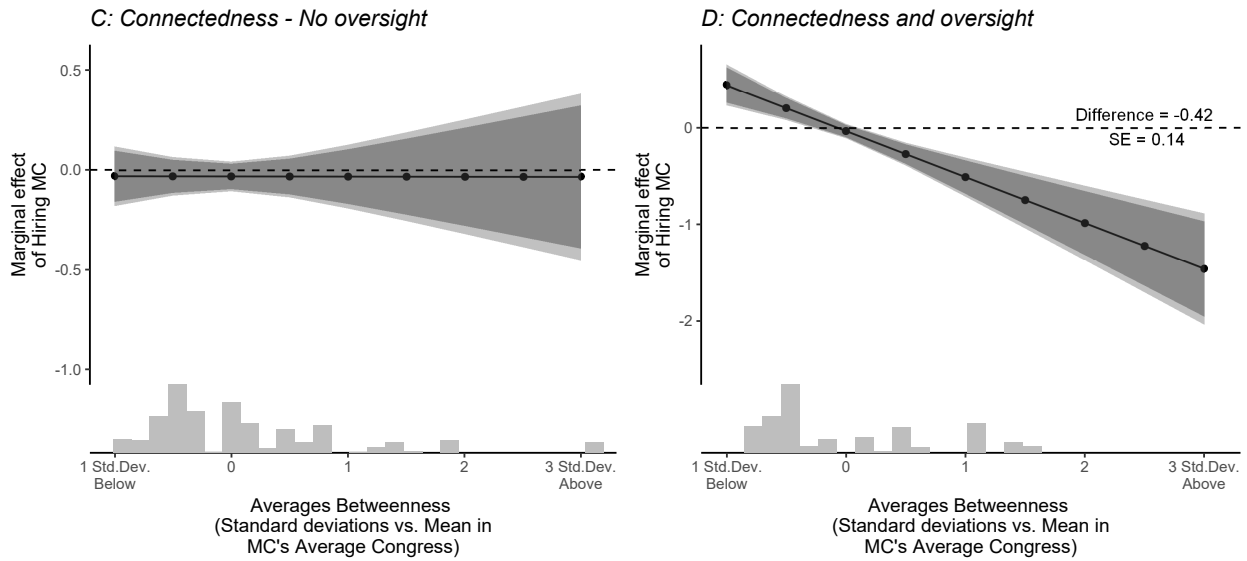 C: Connectedness - No oversight
0.5
0.0
-0.5
-1.0
Marginal effect
of Hiring MC
1 Std.Dev.
Below
0
1
2
3 Std.Dev.
Above
Averages Betweenness
(Standard deviations vs. Mean in
MC's Average Congress)
D: Connectedness and oversight
0
-1
-2
Marginal effect
of Hiring MC
Difference = -0.42
SE = 0.14
1 Std.Dev.
Below
0
1
2
3 Std.Dev.
Above
Averages Betweenness
(Standard deviations vs. Mean in
MC's Average Congress)